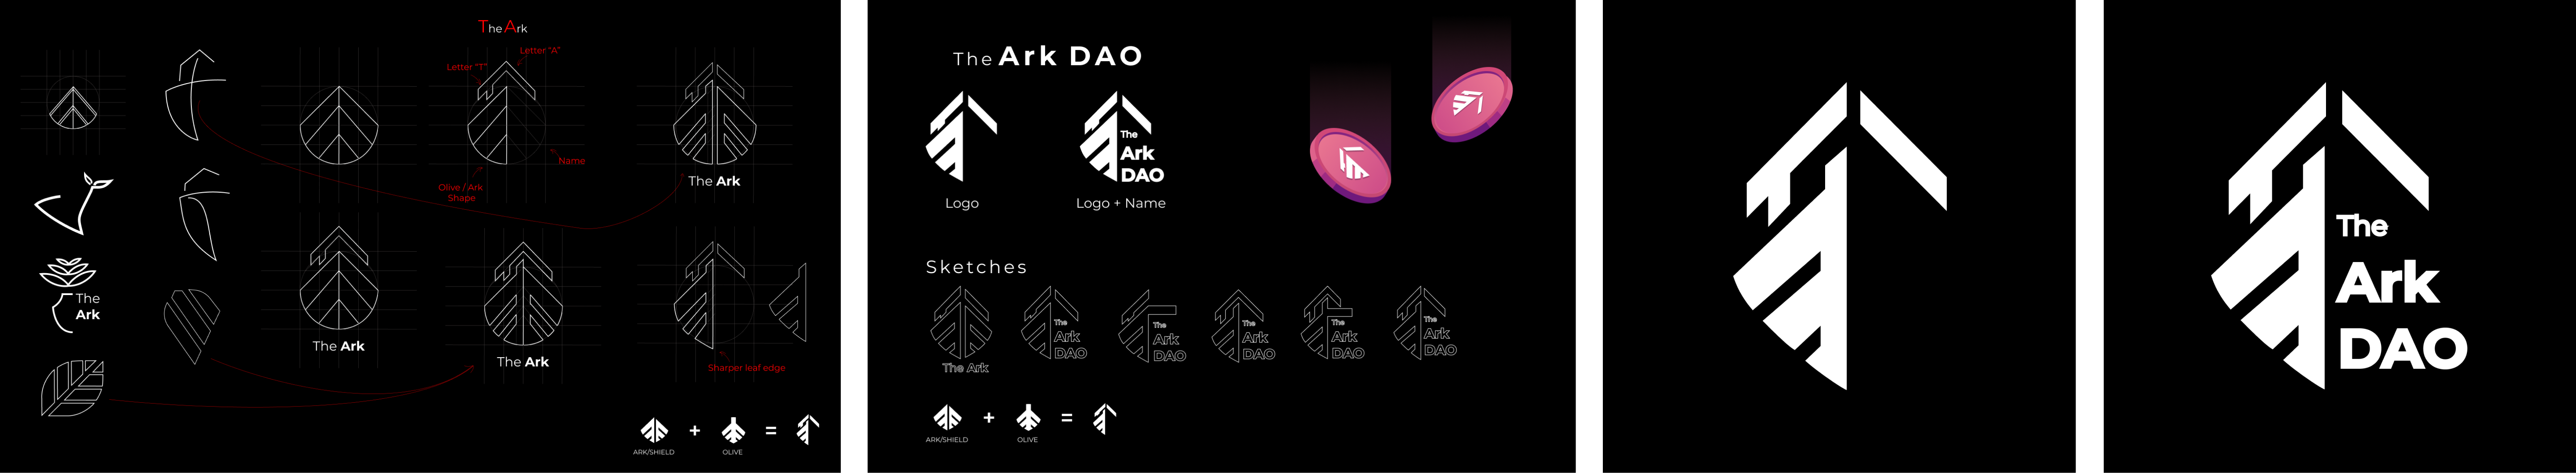 The Ark
Letter "A"
Letter "T"
Name
Olive / Ark
Shape
The Ark
The
Ark
The Ark
The Ark
Sharper leaf edge
+
=
ARK/SHIELD
OLIVE
The Ark DAO
The
Ark
DAO
Logo
Logo + Name
Sketches
The Ark
The
Ark
DAO
The
Ark
DAO
The
Ark
DAO
The
Ark
DAO
The
Ark
DAO
+
=
ARK/SHIELD
OLIVE
The
Ark
DAO